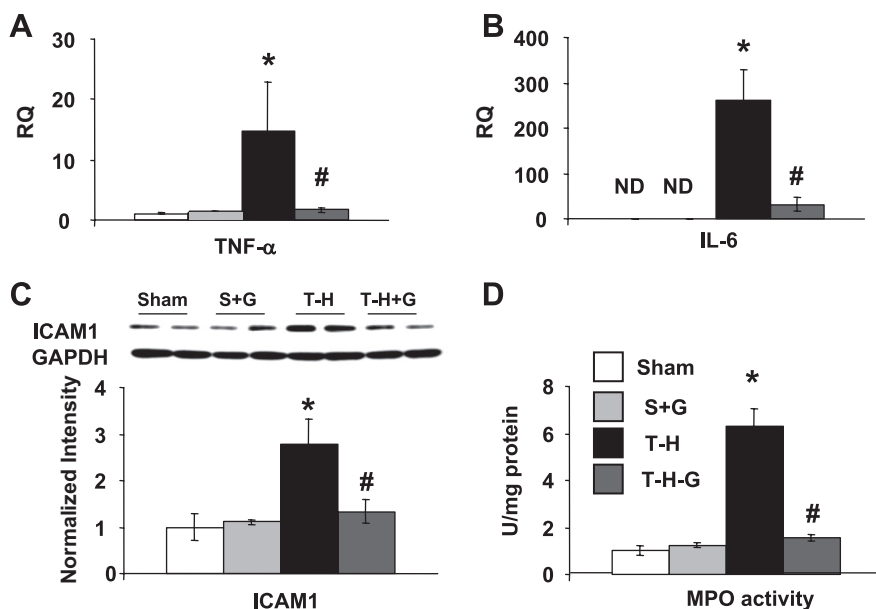 A
30
20
10
0
RQ
*
#
TNF-α
B
400
300
200
100
0
RQ
ND ND
*
#
IL-6
C
Sham S+G T-H T-H+G
ICAM1
GAPDH
4
3
2
1
0
Normalized Intensity
*
#
ICAM1
D
Sham
S+G
T-H
T-H-G
8
6
4
2
0
U/mg protein
*
#
MPO activity